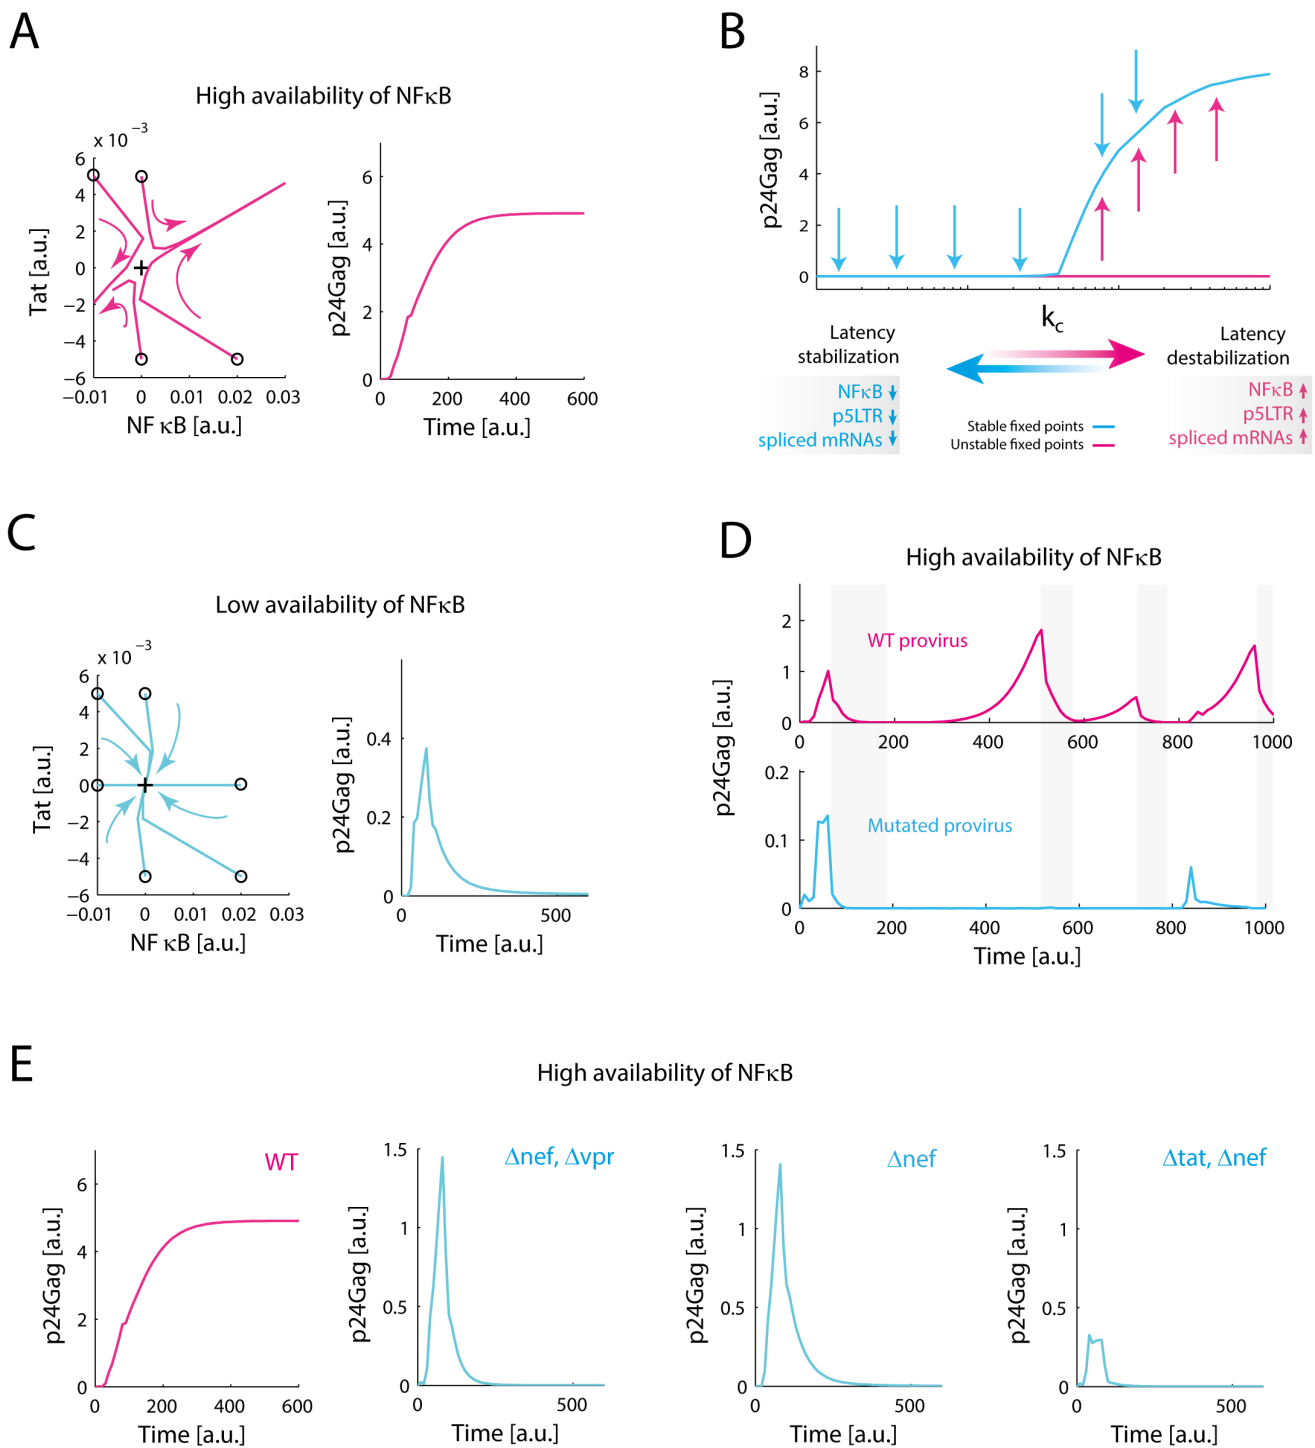 A
High availability of NFκB
x 10 −3
6
4
2
0
−2
−4
−6
−0.01
0
0.01
0.02
0.03
Tat [a.u.]
NF κB [a.u.]
6
4
2
0
0
200
400
600
p24Gag [a.u.]
Time [a.u.]
B
8
6
4
2
0
p24Gag [a.u.]
kc
Latency
stabilization
NFκB
p5LTR
spliced mRNAs
Stable fixed points
Unstable fixed points
Latency
destabilization
NFκB
p5LTR
spliced mRNAs
C
Low availability of NFκB
x 10 −3
6
4
2
0
−2
−4
−6
−0.01
0
0.01
0.02
0.03
Tat [a.u.]
NF κB [a.u.]
0.4
0.2
0
0
500
p24Gag [a.u.]
Time [a.u.]
D
High availability of NFκB
WT provirus
2
1
0
0
200
400
600
800
1000
p24Gag [a.u.]
Mutated provirus
0.2
0.1
0
0
200
400
600
800
1000
Time [a.u.]
E
High availability of NFκB
WT
6
4
2
0
0
200
400
600
p24Gag [a.u.]
Time [a.u.]
Δnef, Δvpr
1.5
1
0.5
0
0
500
p24Gag [a.u.]
Time [a.u.]
Δnef
1.5
1
0.5
0
0
500
p24Gag [a.u.]
Time [a.u.]
Δtat, Δnef
1.5
1
0.5
0
0
500
p24Gag [a.u.]
Time [a.u.]